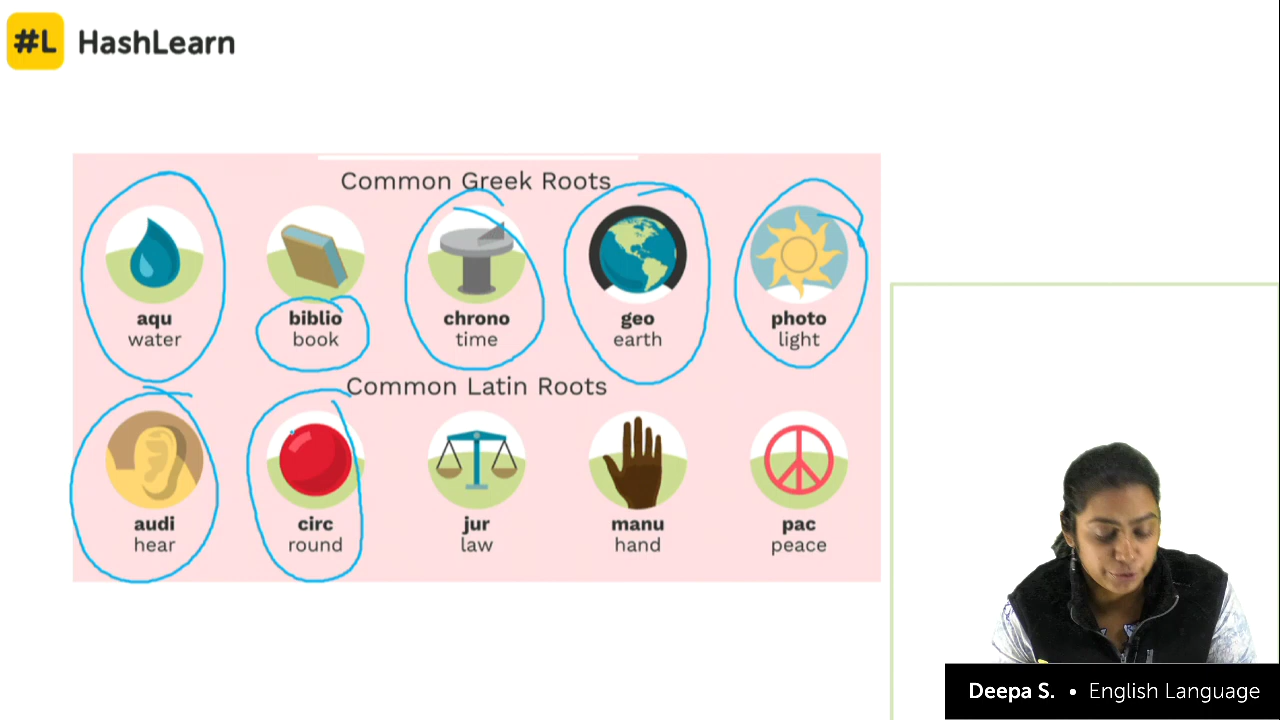 #L HashLearn
Common Greek Roots
aqu biblio chrono geo photo
water book time earth light
Common Latin Roots
audi circ jur manu pac
hear round law hand peace
Deepa S. • English Language